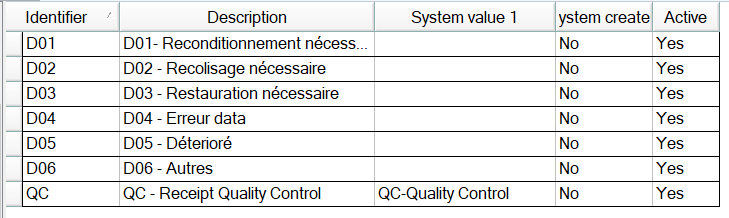 Identifier Description System value 1 ystem create Active
D01 D01- Reconditionnement nécess... No Yes
D02 D02 - Recolisage nécessaire No Yes
D03 D03 - Restauration nécessaire No Yes
D04 D04 - Erreur data No Yes
D05 D05 - Déterioré No Yes
D06 D06 - Autres No Yes
QC QC - Receipt Quality Control QC-Quality Control No Yes